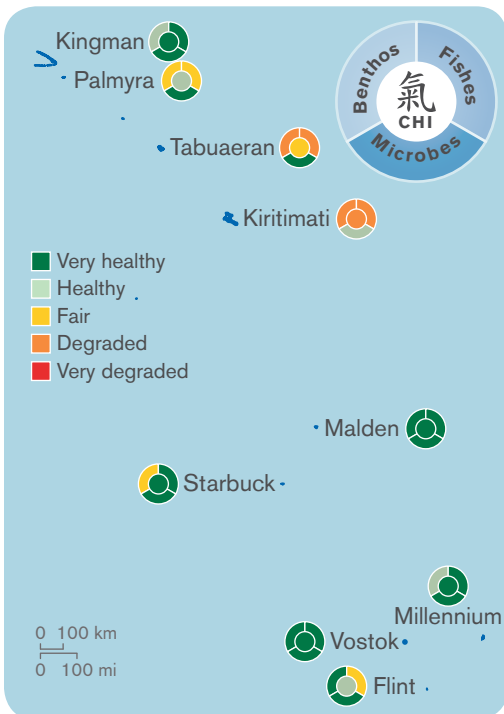 Kingman
Palmyra
Benthos
Fishes
氣
CHI
Microbes
Tabuaeran
Kiritimati
Very healthy
Healthy
Fair
Degraded
Very degraded
Malden
Starbuck
Millennium
0 100 km
0 100 mi
Vostok
Flint